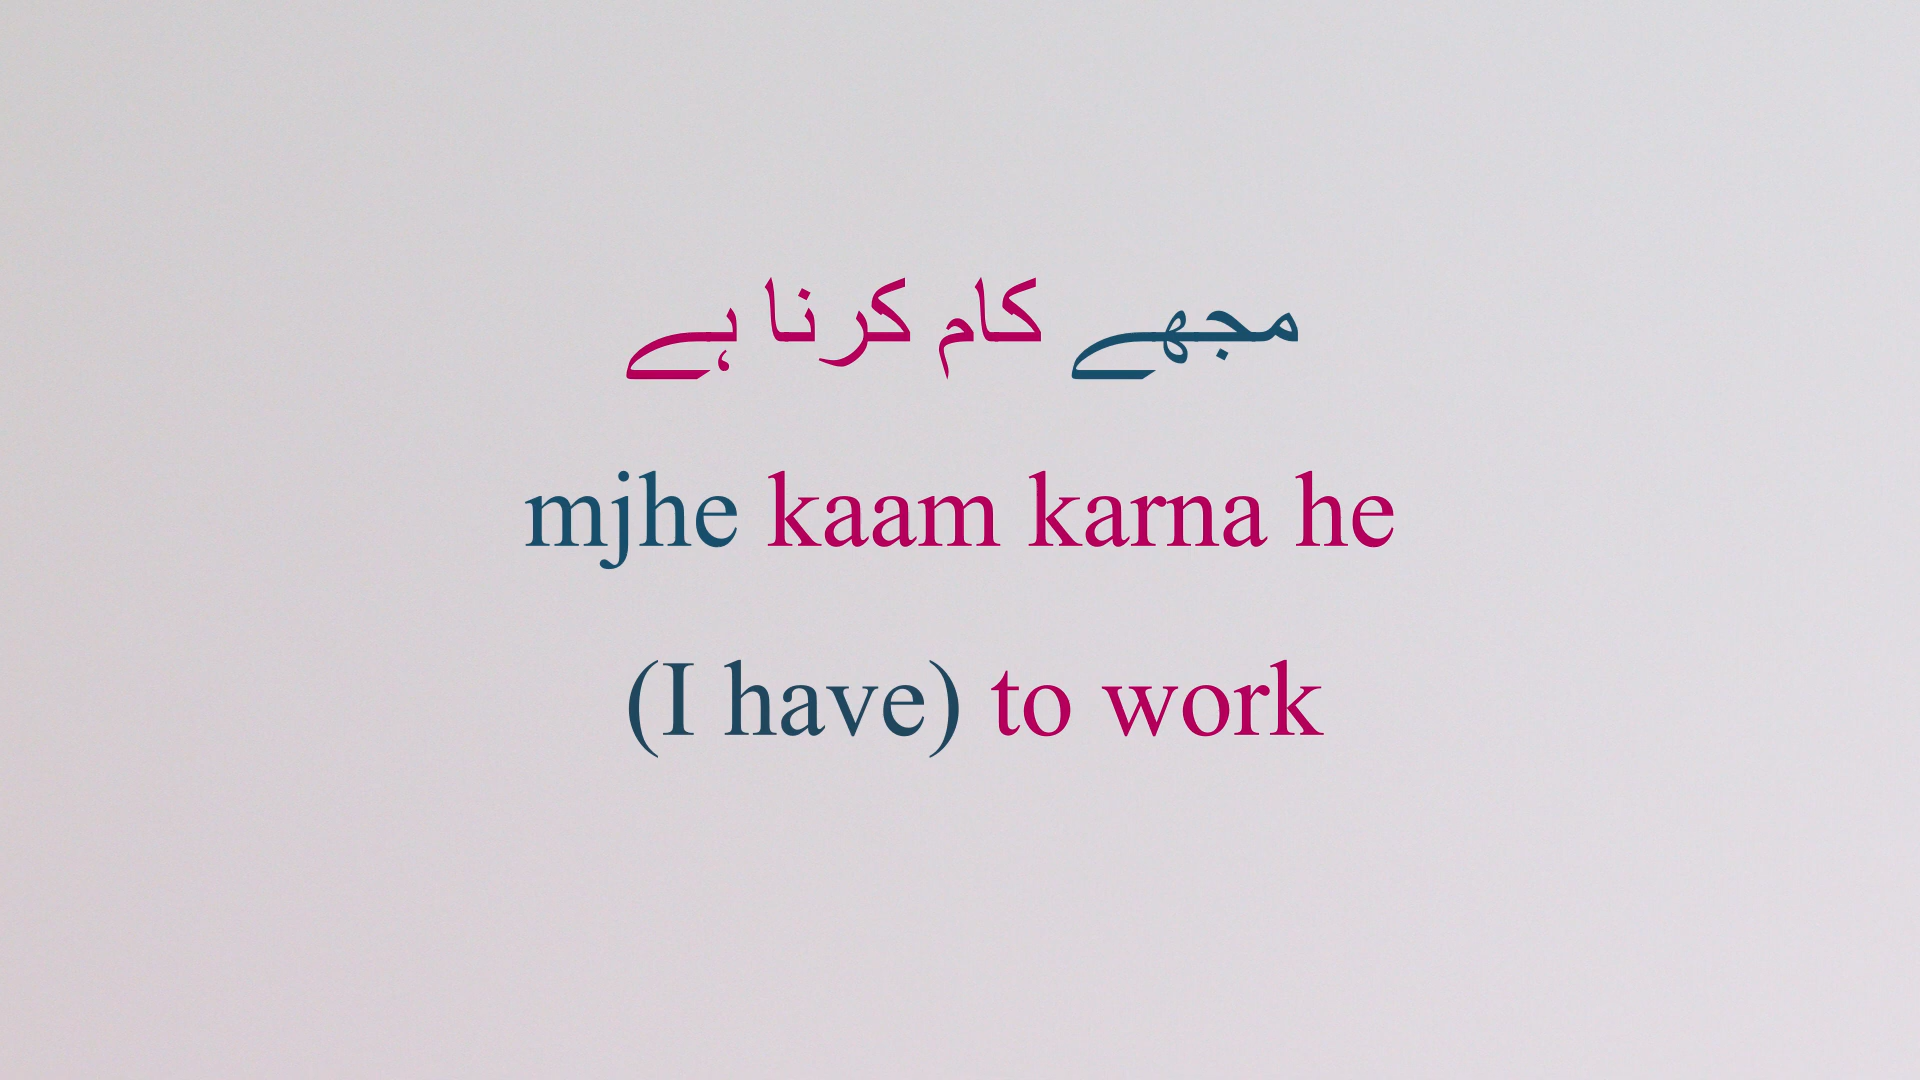 مجھے کام کرنا ہے
mjhe kaam karna he
(I have) to work